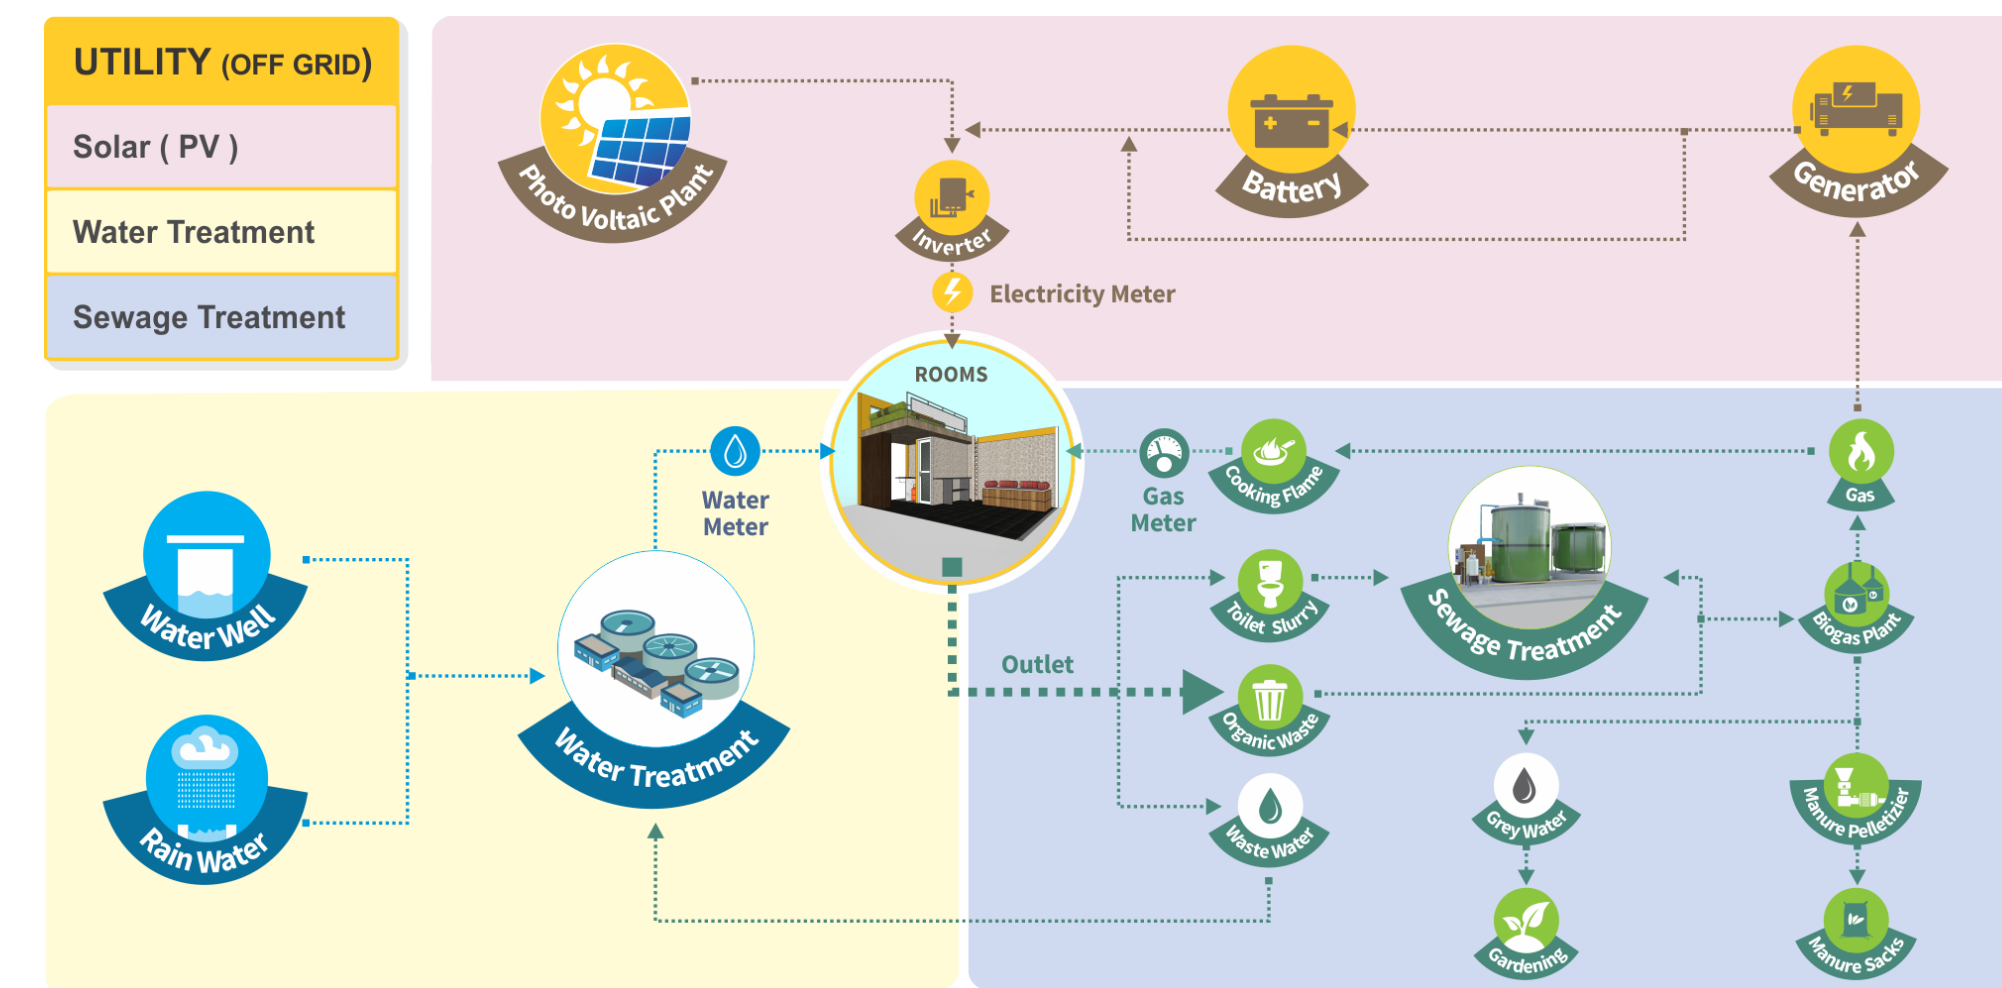 UTILITY (OFF GRID)
Solar ( PV )
Water Treatment
Sewage Treatment
Photo Voltaic Plant
Inverter
Battery
Generator
Electricity Meter
ROOMS
Water
Meter
Gas
Meter
Cooking Flame
Gas
Water Well
Rain Water
Water Treatment
Outlet
Toilet Slurry
Sewage Treatment
Biogas Plant
Organic Waste
Waste Water
Grey Water
Manure Pelletizier
Gardening
Manure Sacks